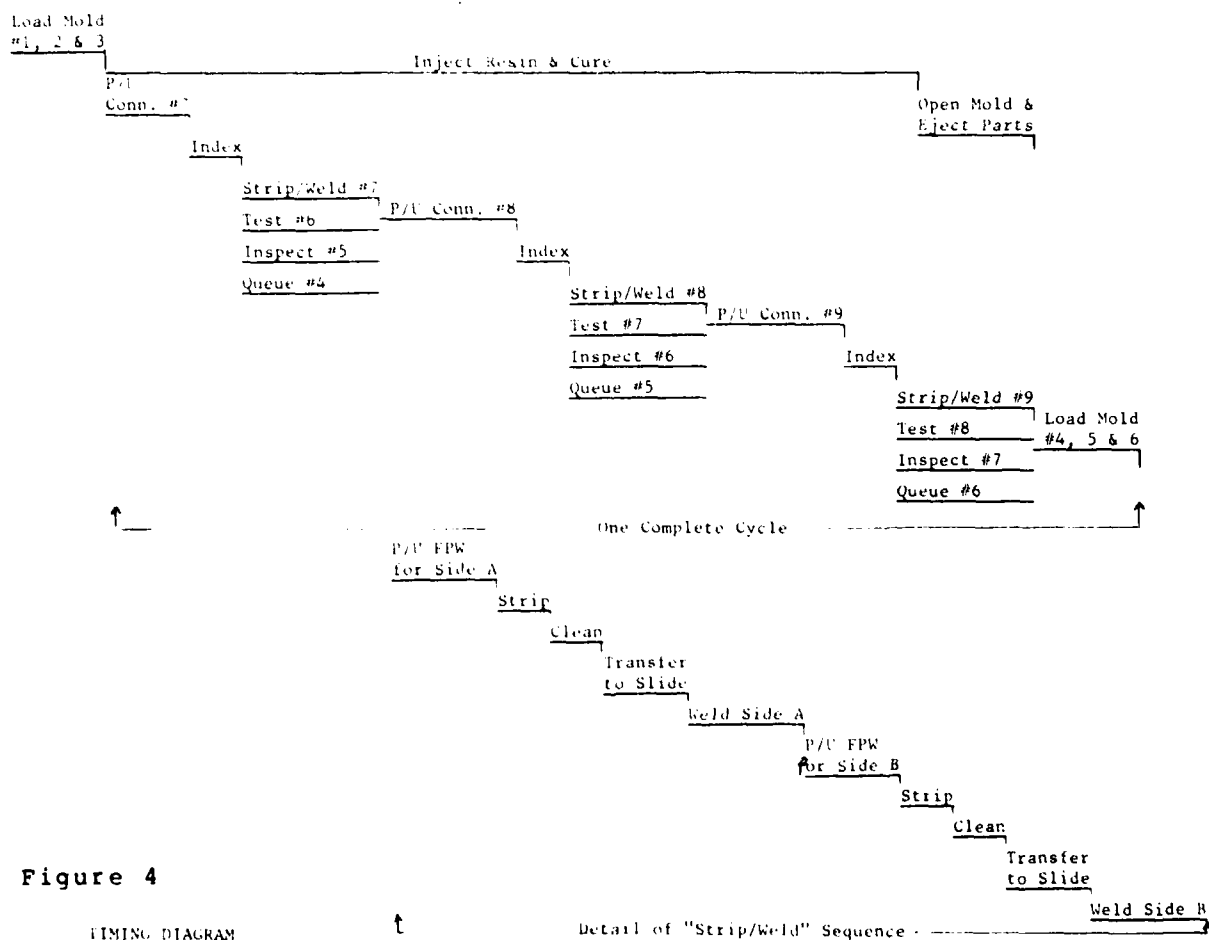 Load Mold
#1, 2 & 3
Inject Resin & Cure
P/U
Conn. #7
Open Mold &
Eject Parts
Index
Strip/Weld #7
Test #6
Inspect #5
Queue #4
P/U Conn. #8
Index
Strip/Weld #8
Test #7
Inspect #6
Queue #5
P/U Conn. #9
Index
Strip/Weld #9
Test #8
Inspect #7
Queue #6
Load Mold
#4, 5 & 6
One Complete Cycle
P/U FPW
for Side A
Strip
Clean
Transfer
to Slide
Weld Side A
P/U FPW
for Side B
Strip
Clean
Transfer
to Slide
Weld Side B
Figure 4
TIMING DIAGRAM
Detail of "Strip/Weld" Sequence